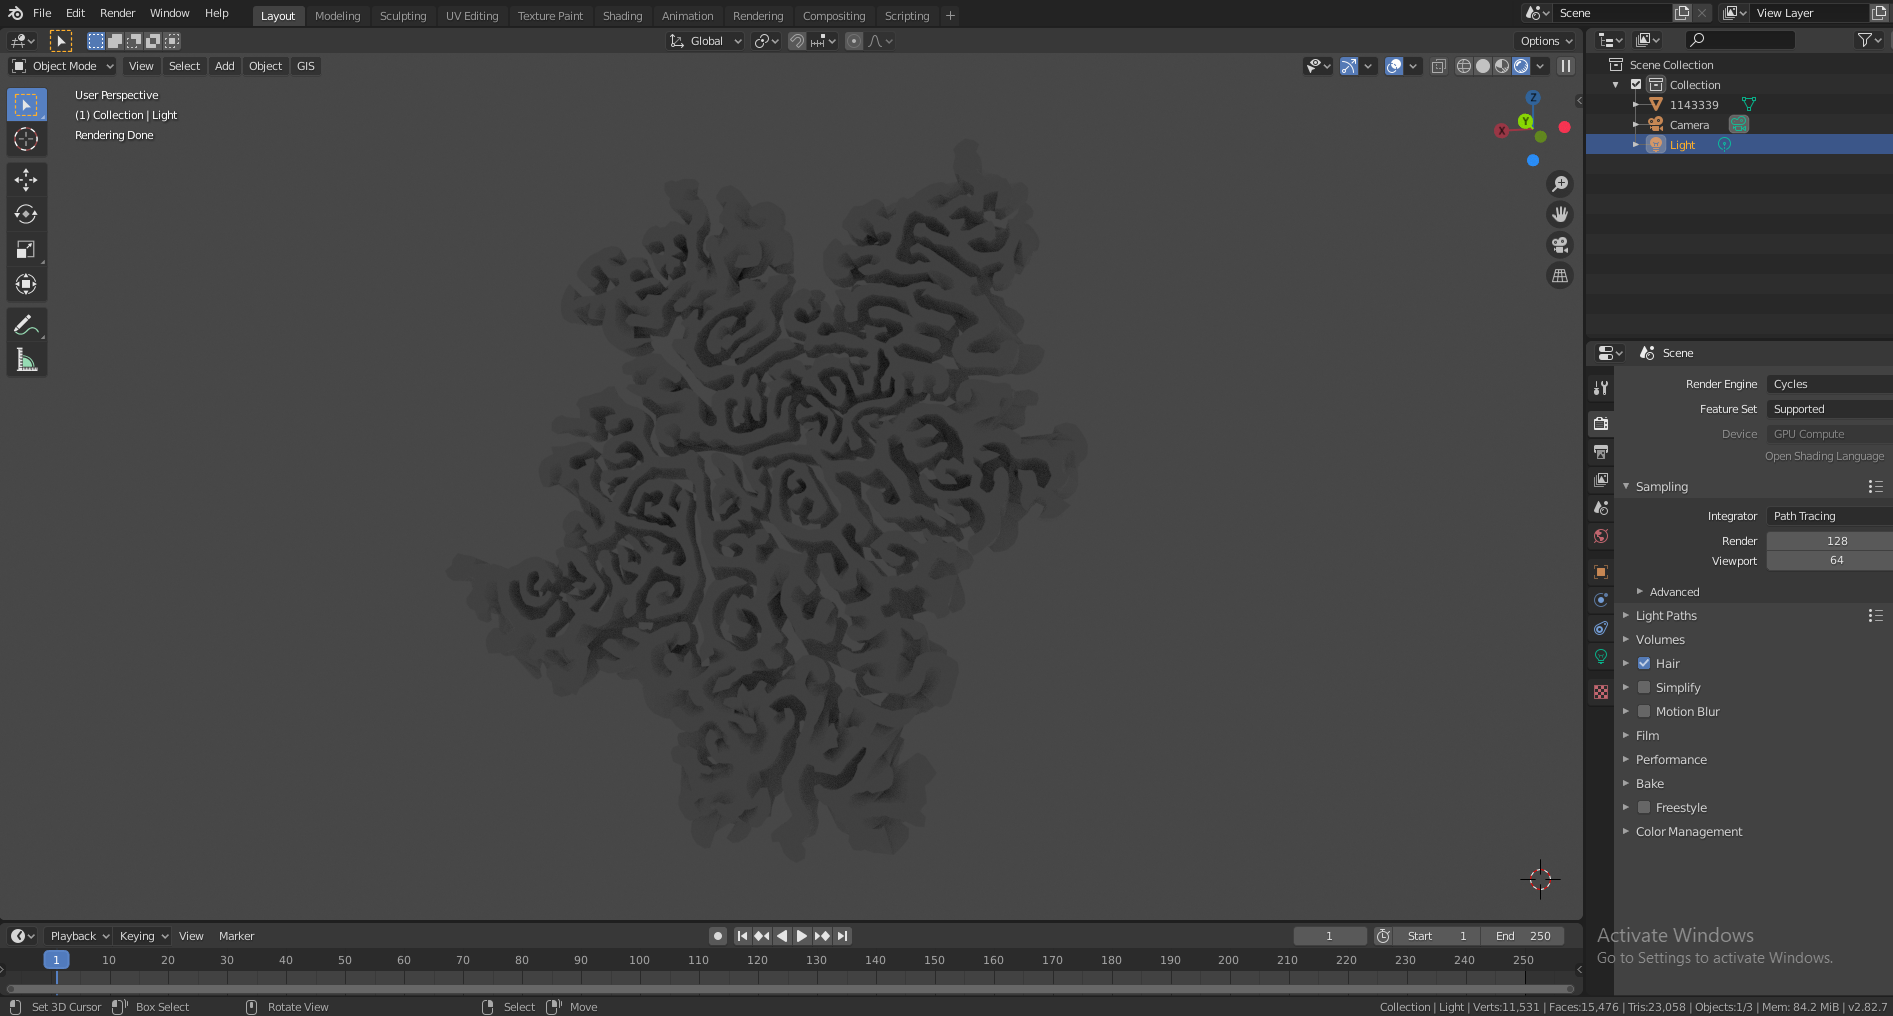 File Edit Render Window Help Layout Modeling Sculpting UV Editing Texture Paint Shading Animation Rendering Compositing Scripting + Scene View Layer
Global Options
Object Mode View Select Add Object GIS
User Perspective
(1) Collection | Light
Rendering Done
Z
Y
X
Scene Collection
Collection
1143339
Camera
Light
Scene
Render Engine Cycles
Feature Set Supported
Device GPU Compute
Open Shading Language
Sampling
Integrator Path Tracing
Render 128
Viewport 64
Advanced
Light Paths
Volumes
Hair
Simplify
Motion Blur
Film
Performance
Bake
Freestyle
Color Management
Activate Windows
Go to Settings to activate Windows.
Playback Keying View Marker 1 Start 1 End 250
1 10 20 30 40 50 60 70 80 90 100 110 120 130 140 150 160 170 180 190 200 210 220 230 240 250
Set 3D Cursor Box Select Rotate View Select Move Collection | Light | Verts:11,531 | Faces:15,476 | Tris:23,058 | Objects:1/3 | Mem: 84.2 MiB | v2.82.7